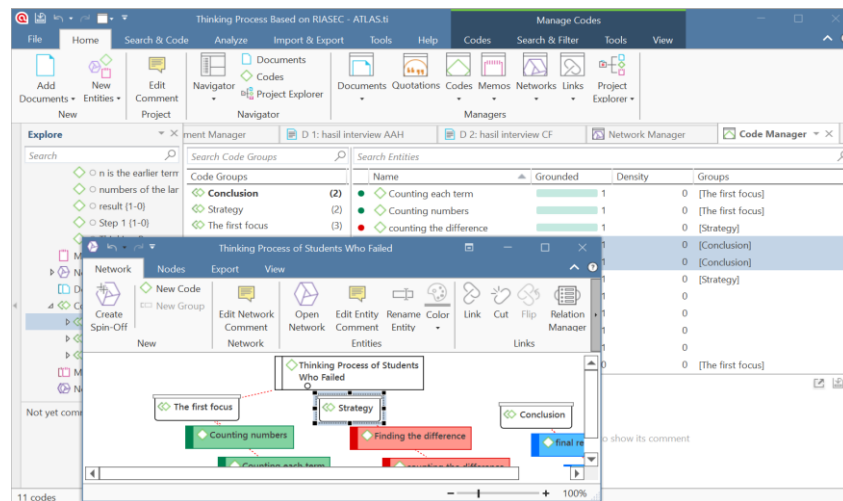 Thinking Process Based on RIASEC - ATLAS.ti
Manage Codes
File Home Search & Code Analyze Import & Export Tools Help Codes Search & Filter Tools View
Add Documents
New Entities
Edit Comment
Navigator
Documents
Codes
Project Explorer
Documents Quotations Codes Memos Networks Links Project Explorer
New Project Navigator Managers
Explore
ment Manager
D 1: hasil interview AAH
D 2: hasil interview CF
Network Manager
Code Manager
Search
Search Code Groups
Search Entities
n is the earlier term
numbers of the lar
result {1-0}
Step 1 {1-0}
Code Groups
Conclusion (2)
Strategy (2)
The first focus (3)
Name Grounded Density Groups
Counting each term 1 0 [The first focus]
Counting numbers 1 0 [The first focus]
counting the difference 1 0 [Strategy]
1 0 [Conclusion]
1 0 [Conclusion]
1 0 [Strategy]
1 0
1 0
1 0
0 0 [The first focus]
Thinking Process of Students Who Failed
Network Nodes Export View
Create Spin-Off
New Code
New Group
Edit Network Comment
Open Network
Edit Entity Comment
Rename Entity
Color
Link Cut Flip Relation Manager
New Network Entities Links
Thinking Process of Students
Who Failed
The first focus
Strategy
Conclusion
Counting numbers
Finding the difference
final re
Counting each term
counting the difference
100%
Not yet com
o show its comment
11 codes